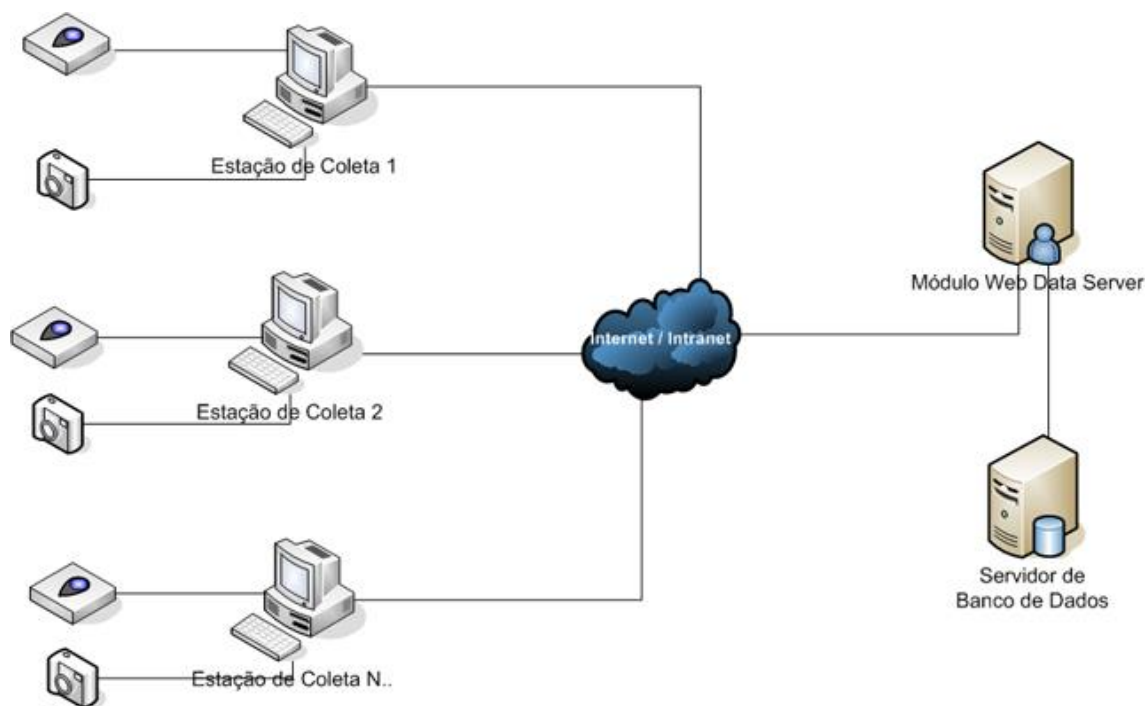 Estação de Coleta 1
Módulo Web Data Server
Internet / Intranet
Estação de Coleta 2
Servidor de
Banco de Dados
Estação de Coleta N..